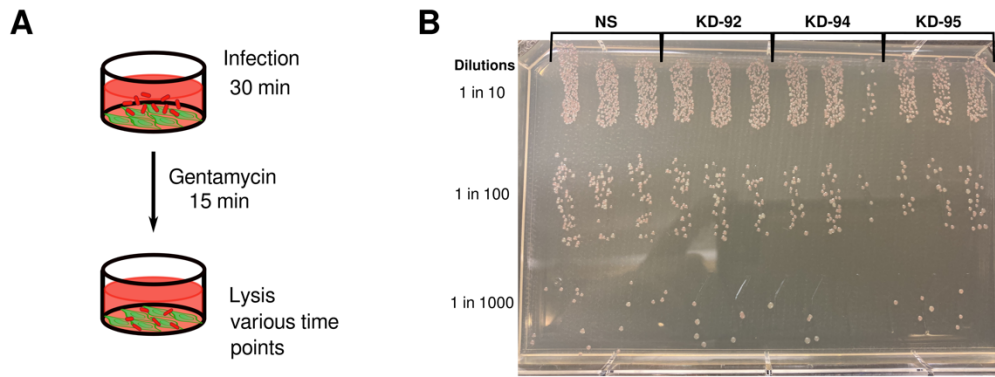 A
Infection
30 min
Gentamycin
15 min
Lysis
various time
points
B
NS KD-92 KD-94 KD-95
Dilutions
1 in 10
1 in 100
1 in 1000